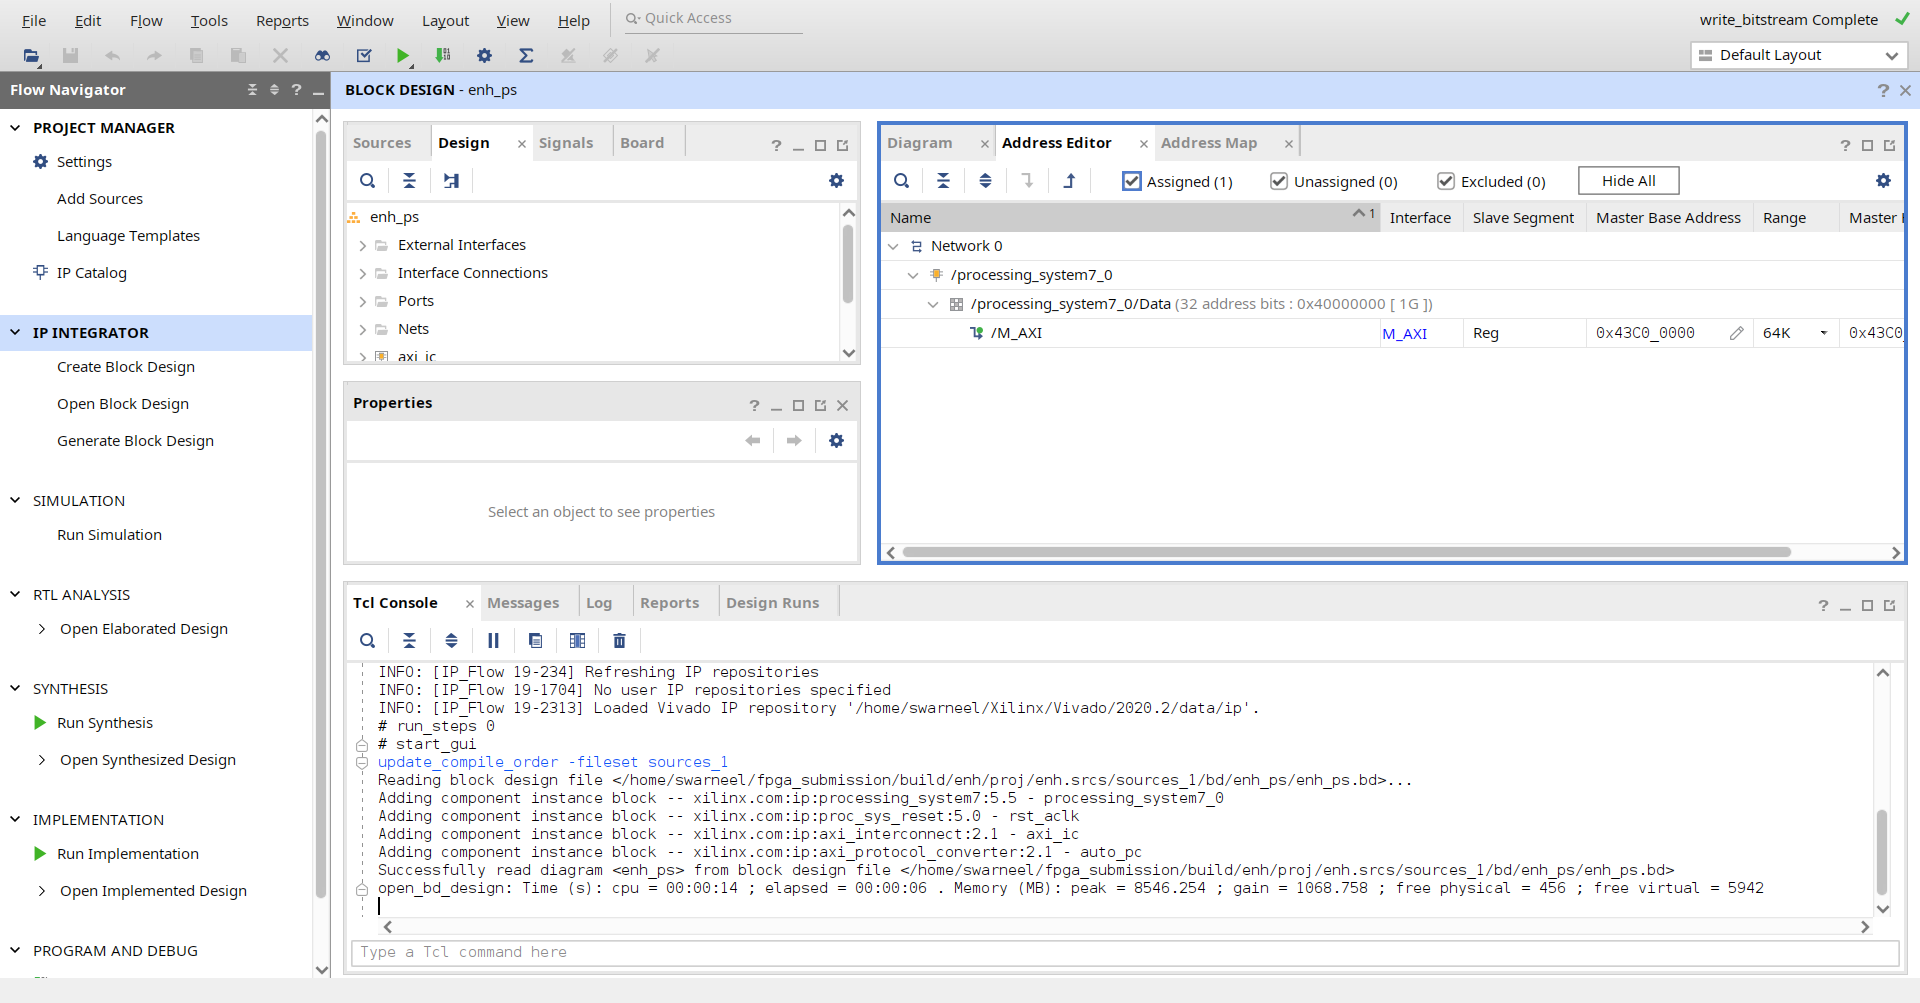 File Edit Flow Tools Reports Window Layout View Help Quick Access write_bitstream Complete
Default Layout
Flow Navigator ?
PROJECT MANAGER
Settings
Add Sources
Language Templates
IP Catalog
IP INTEGRATOR
Create Block Design
Open Block Design
Generate Block Design
SIMULATION
Run Simulation
RTL ANALYSIS
Open Elaborated Design
SYNTHESIS
Run Synthesis
Open Synthesized Design
IMPLEMENTATION
Run Implementation
Open Implemented Design
PROGRAM AND DEBUG
BLOCK DESIGN - enh_ps ?
Sources Design Signals Board ?
enh_ps
External Interfaces
Interface Connections
Ports
Nets
axi_ic
Properties ?
Select an object to see properties
Diagram Address Editor Address Map ?
Assigned (1) Unassigned (0) Excluded (0) Hide All
Name 1 Interface Slave Segment Master Base Address Range Master
Network 0
/processing_system7_0
/processing_system7_0/Data (32 address bits : 0x40000000 [ 1G ])
/M_AXI M_AXI Reg 0x43C0_0000 64K 0x43C0
Tcl Console Messages Log Reports Design Runs ?
INFO: [IP_Flow 19-234] Refreshing IP repositories
INFO: [IP_Flow 19-1704] No user IP repositories specified
INFO: [IP_Flow 19-2313] Loaded Vivado IP repository '/home/swarneel/Xilinx/Vivado/2020.2/data/ip'.
# run_steps 0
# start_gui
update_compile_order -fileset sources_1
Reading block design file </home/swarneel/fpga_submission/build/enh/proj/enh.srcs/sources_1/bd/enh_ps/enh_ps.bd>...
Adding component instance block -- xilinx.com:ip:processing_system7:5.5 - processing_system7_0
Adding component instance block -- xilinx.com:ip:proc_sys_reset:5.0 - rst_aclk
Adding component instance block -- xilinx.com:ip:axi_interconnect:2.1 - axi_ic
Adding component instance block -- xilinx.com:ip:axi_protocol_converter:2.1 - auto_pc
Successfully read diagram <enh_ps> from block design file </home/swarneel/fpga_submission/build/enh/proj/enh.srcs/sources_1/bd/enh_ps/enh_ps.bd>
open_bd_design: Time (s): cpu = 00:00:14 ; elapsed = 00:00:06 . Memory (MB): peak = 8546.254 ; gain = 1068.758 ; free physical = 456 ; free virtual = 5942
Type a Tcl command here